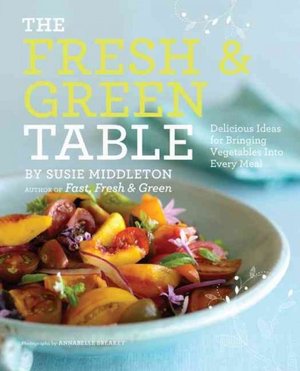 THE
FRESH &
GREEN
TABLE
Delicious Ideas
for Bringing
Vegetables Into
Every Meal
BY SUSIE MIDDLETON
AUTHOR OF Fast, Fresh & Green
Photographs by ANNABELLE BREAKEY